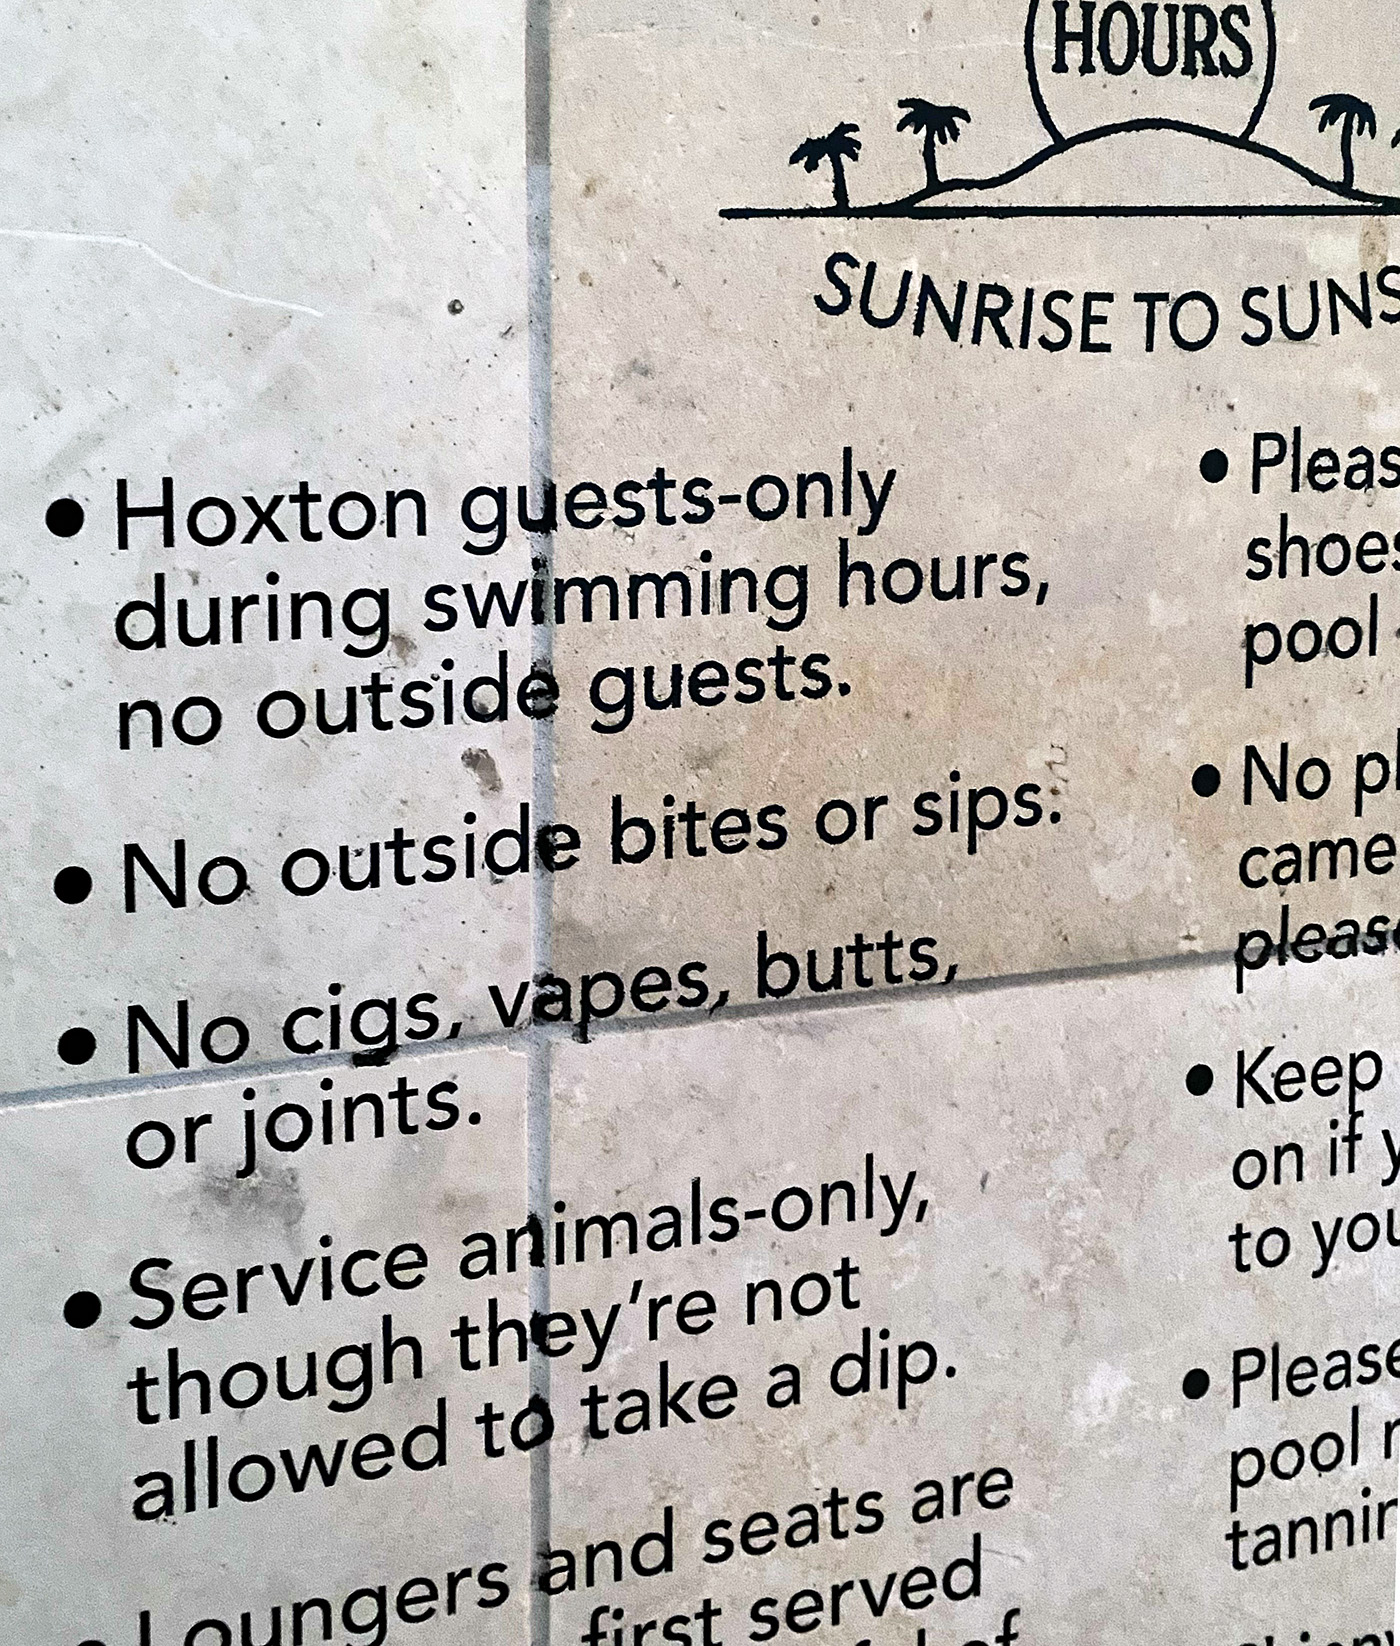 HOURS
SUNRISE TO SUNS
• Hoxton guests-only
during swimming hours,
no outside guests.
• No outside bites or sips.
• No cigs, vapes, butts,
or joints.
• Service animals-only,
though they're not
allowed to take a dip.
Loungers and seats are
first served
• Pleas
shoes
pool
• No pl
came
please
• Keep
on if y
to you
• Please
pool r
tannin